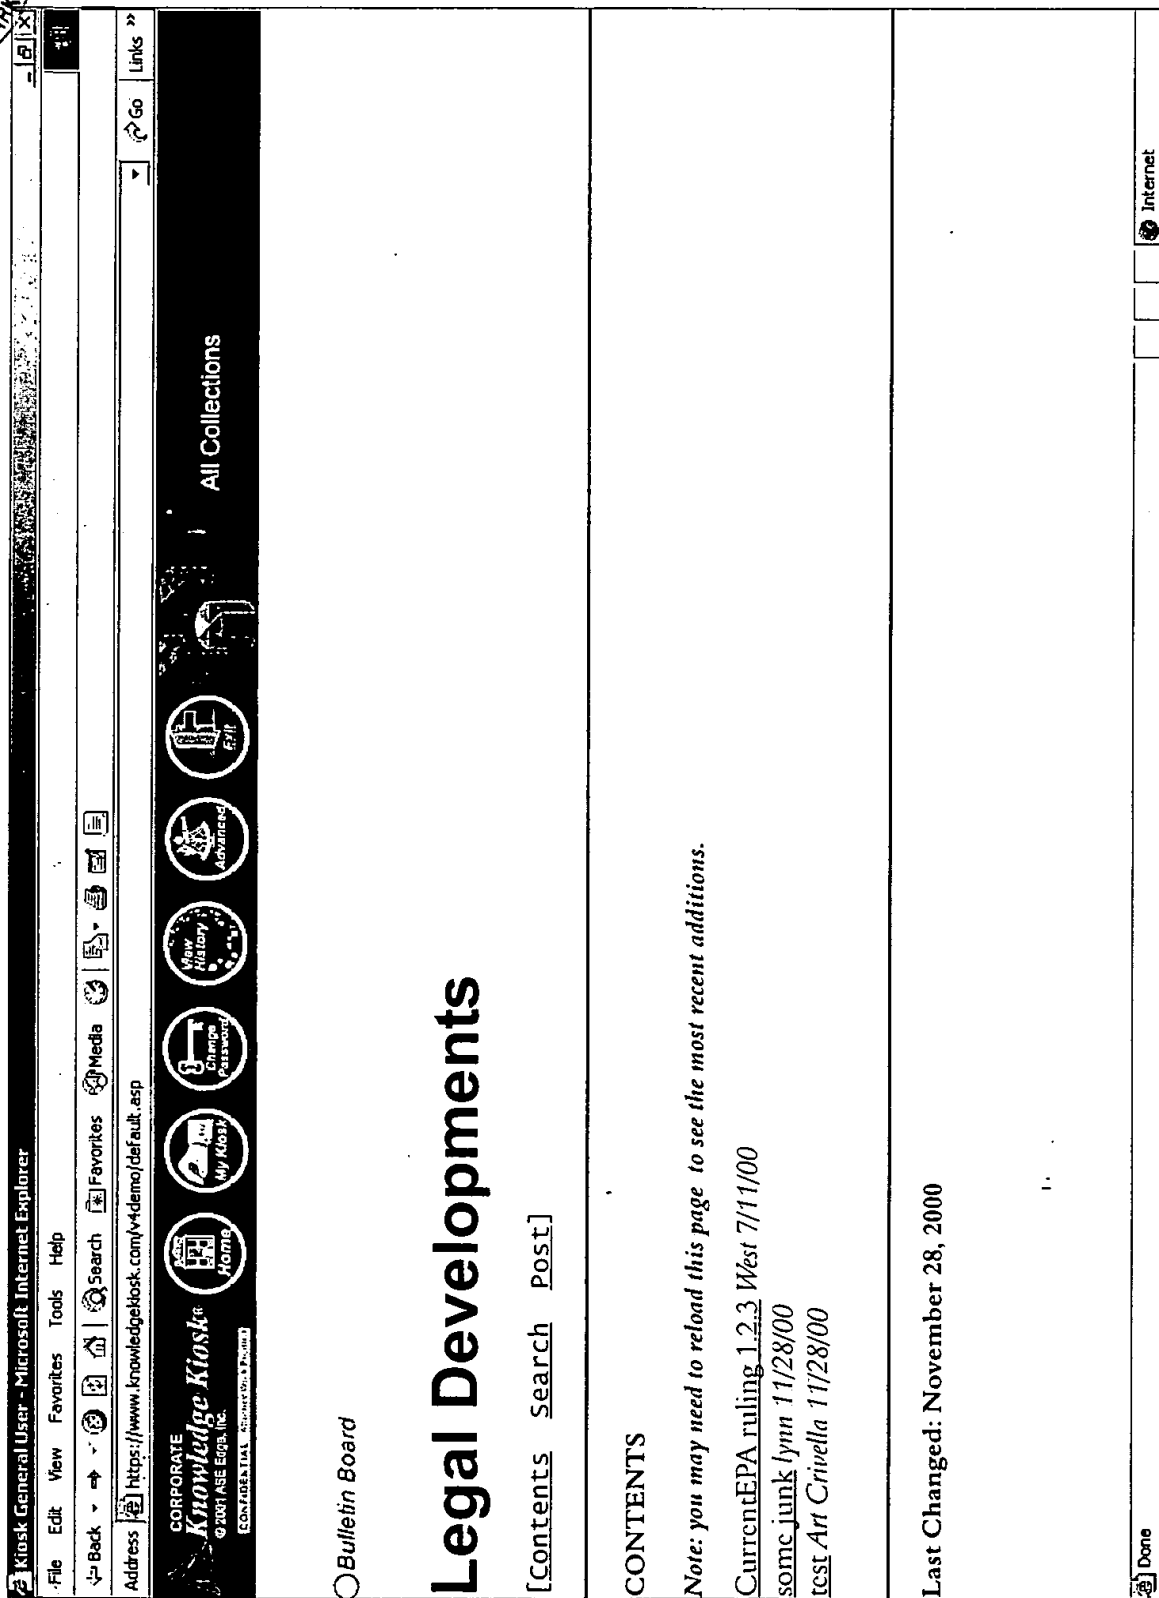 Kiosk General User - Microsoft Internet Explorer
File Edit View Favorites Tools Help
Back Search Favorites Media
Address https://www.knowledgekiosk.com/v4demo/default.asp Go Links »
CORPORATE
Knowledge Kiosk®
© 2001 ASE Edge, Inc.
CONFIDENTIAL Attorney Work Product
Home
My Kiosk
Change Password
View History
Advanced
Exit
All Collections
Bulletin Board
Legal Developments
[Contents Search Post]
CONTENTS
Note: you may need to reload this page to see the most recent additions.
CurrentEPA ruling 1.2.3 West 7/11/00
some junk lynn 11/28/00
test Art Crivella 11/28/00
Last Changed: November 28, 2000
Done Internet